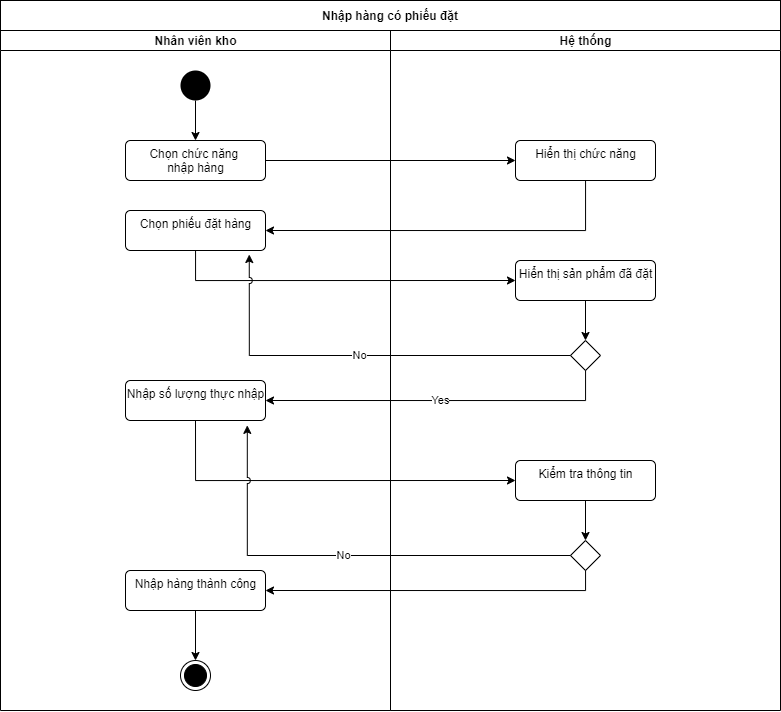 Nhập hàng có phiếu đặt
Nhân viên kho
Hệ thống
Chọn chức năng
nhập hàng
Hiển thị chức năng
Chọn phiếu đặt hàng
Hiển thị sản phẩm đã đặt
No
Nhập số lượng thực nhập
Yes
Kiểm tra thông tin
No
Nhập hàng thành công